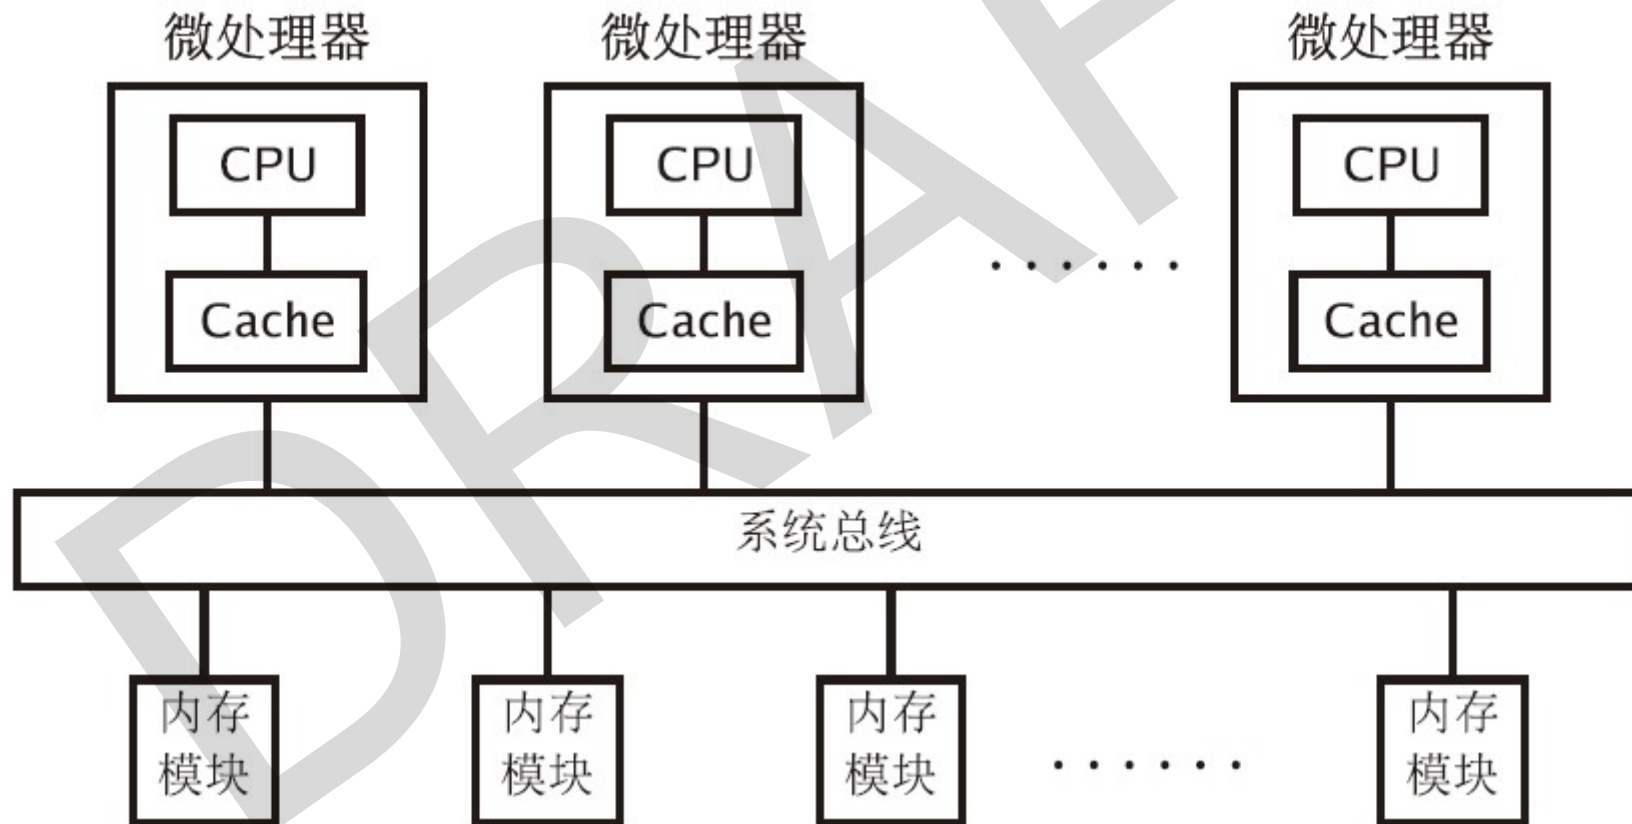 微处理器
微处理器
微处理器
CPU
CPU
CPU
Cache
Cache
Cache
······
系统总线
内存
模块
内存
模块
内存
模块
······
内存
模块
DRAF